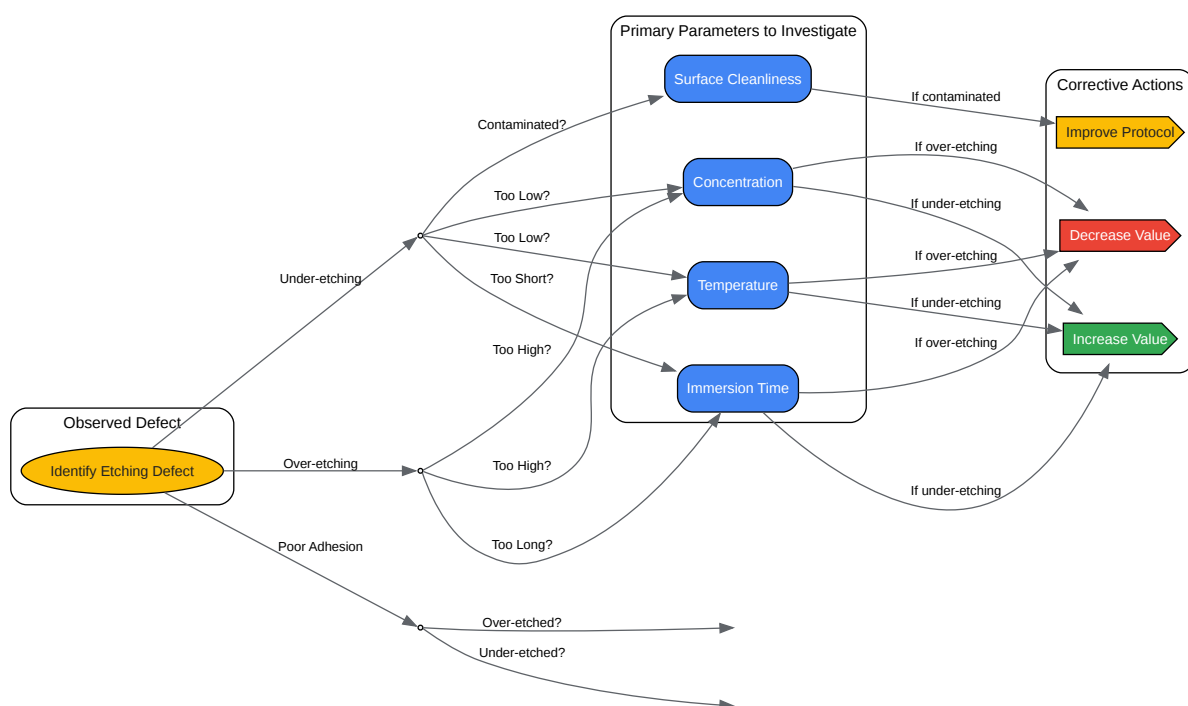 Primary Parameters to Investigate
Surface Cleanliness
Corrective Actions
If contaminated
Contaminated?
Improve Protocol
If over-etching
Concentration
Too Low?
If under-etching
Decrease Value
Too Low?
If over-etching
Under-etching
Too Short?
Temperature
If under-etching
Increase Value
If over-etching
Too High?
Immersion Time
Observed Defect
Identify Etching Defect
Over-etching
Too High?
If under-etching
Poor Adhesion
Too Long?
Over-etched?
Under-etched?